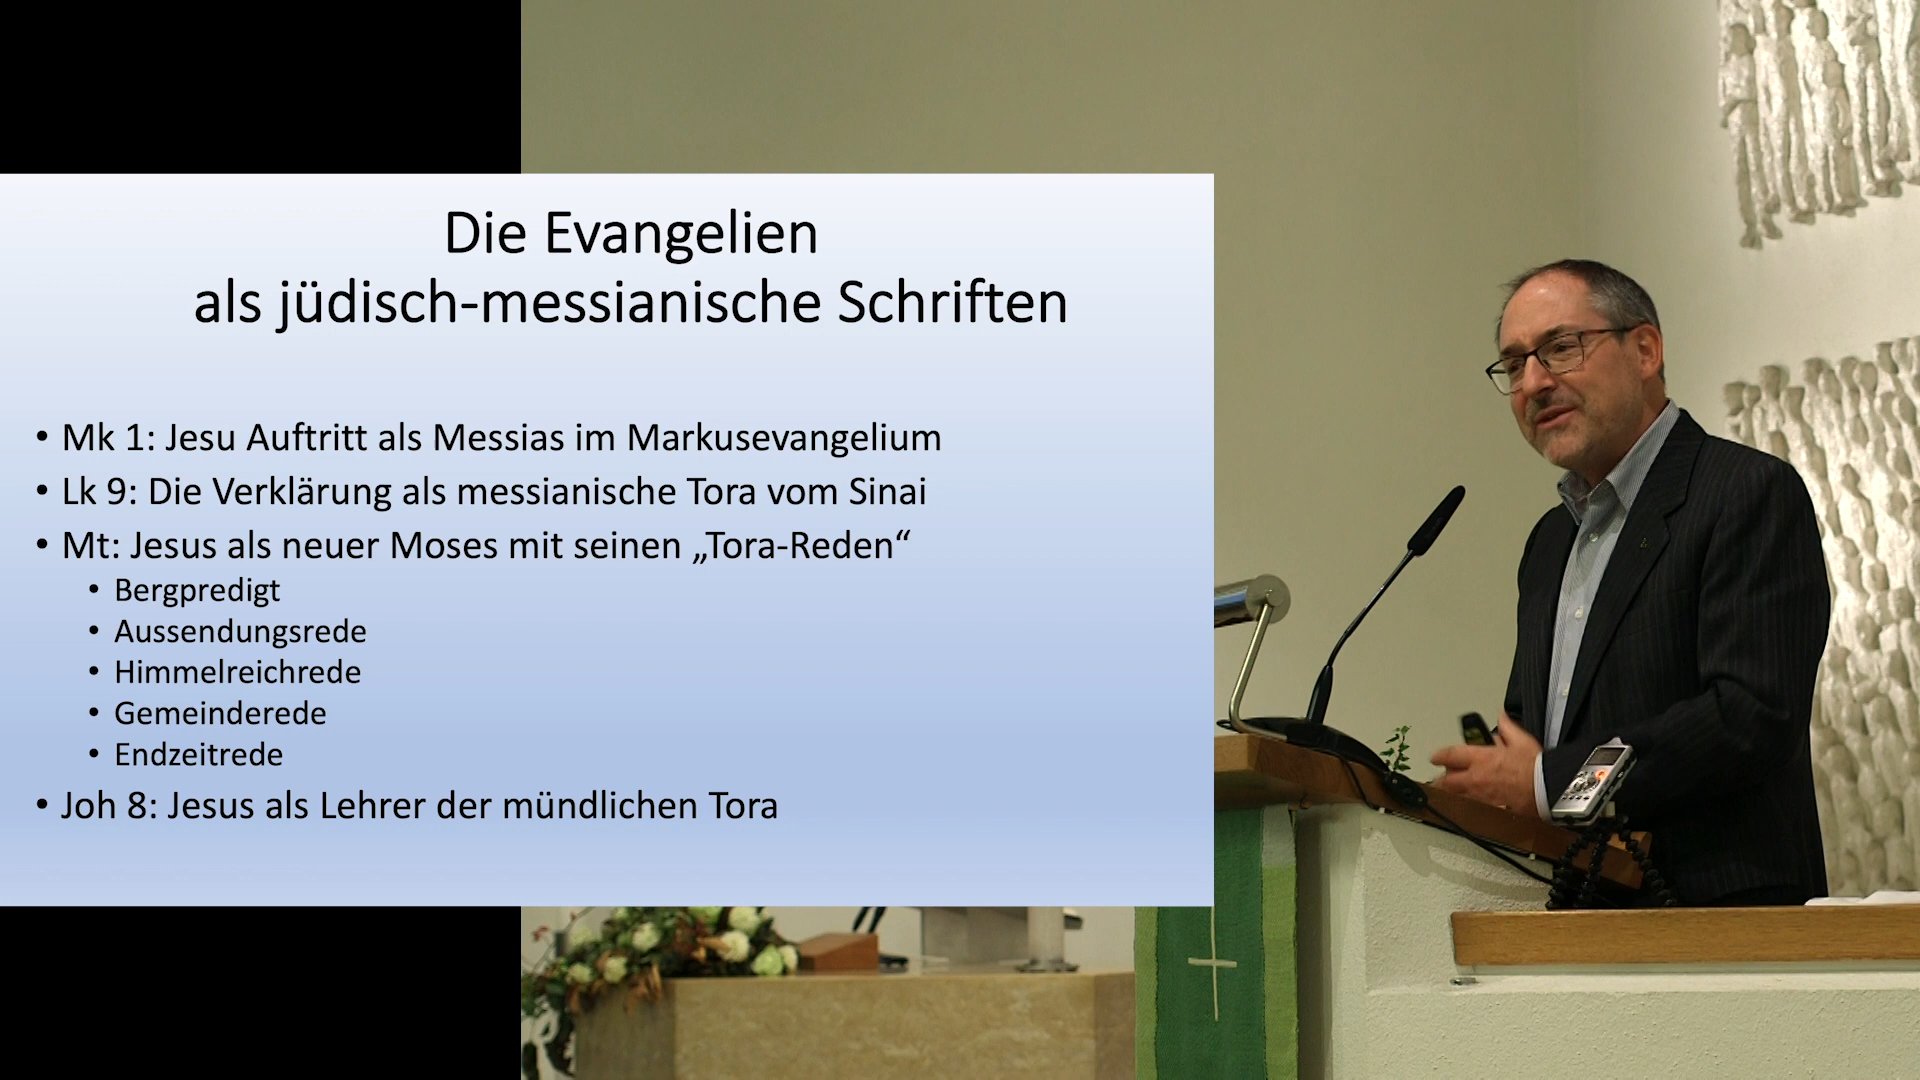 Die Evangelien
als jüdisch-messianische Schriften
• Mk 1: Jesu Auftritt als Messias im Markusevangelium
• Lk 9: Die Verklärung als messianische Tora vom Sinai
• Mt: Jesus als neuer Moses mit seinen „Tora-Reden“
• Bergpredigt
• Aussendungsrede
• Himmelreichrede
• Gemeinderede
• Endzeitrede
• Joh 8: Jesus als Lehrer der mündlichen Tora